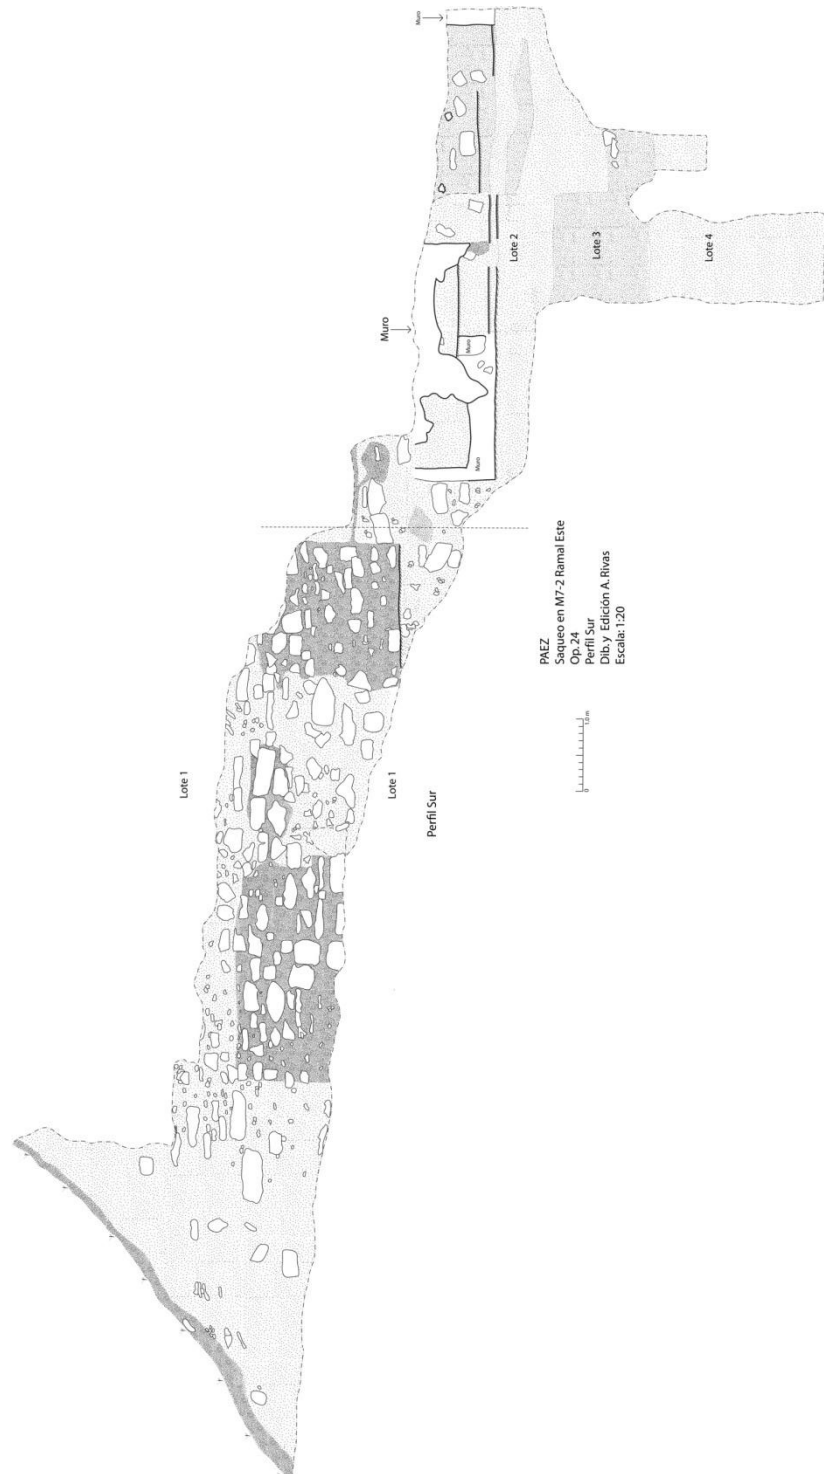 Muro
Muro
Muro
Muro
Lote 2
Lote 3
Lote 4
Lote 1
Lote 1
Perfil Sur
PAEZ
Saqueo en M7-2 Ramal Este
Op. 24
Perfil Sur
Dib. y Edición A. Rivas
Escala: 1:20
0 1.0 m